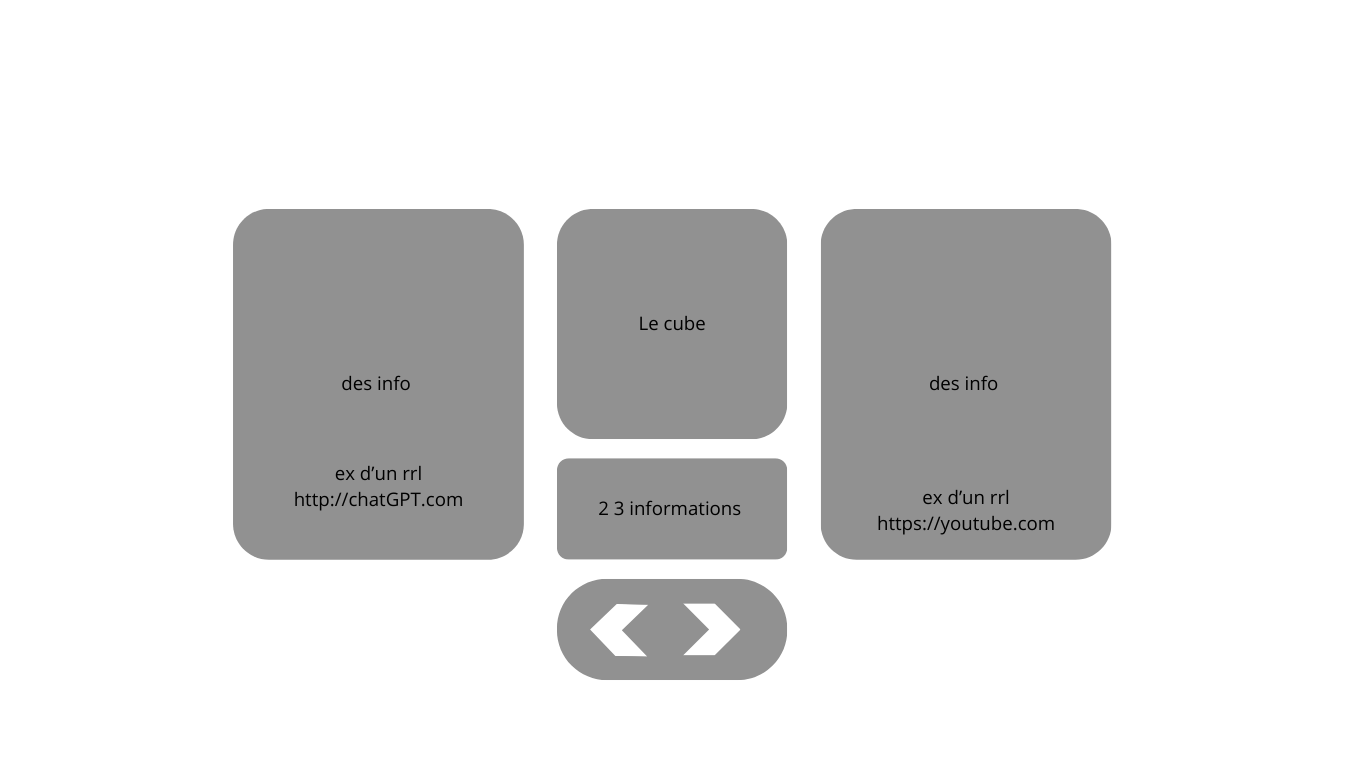 des info
ex d’un rrl
http://chatGPT.com
Le cube
2 3 informations
des info
ex d’un rrl
https://youtube.com